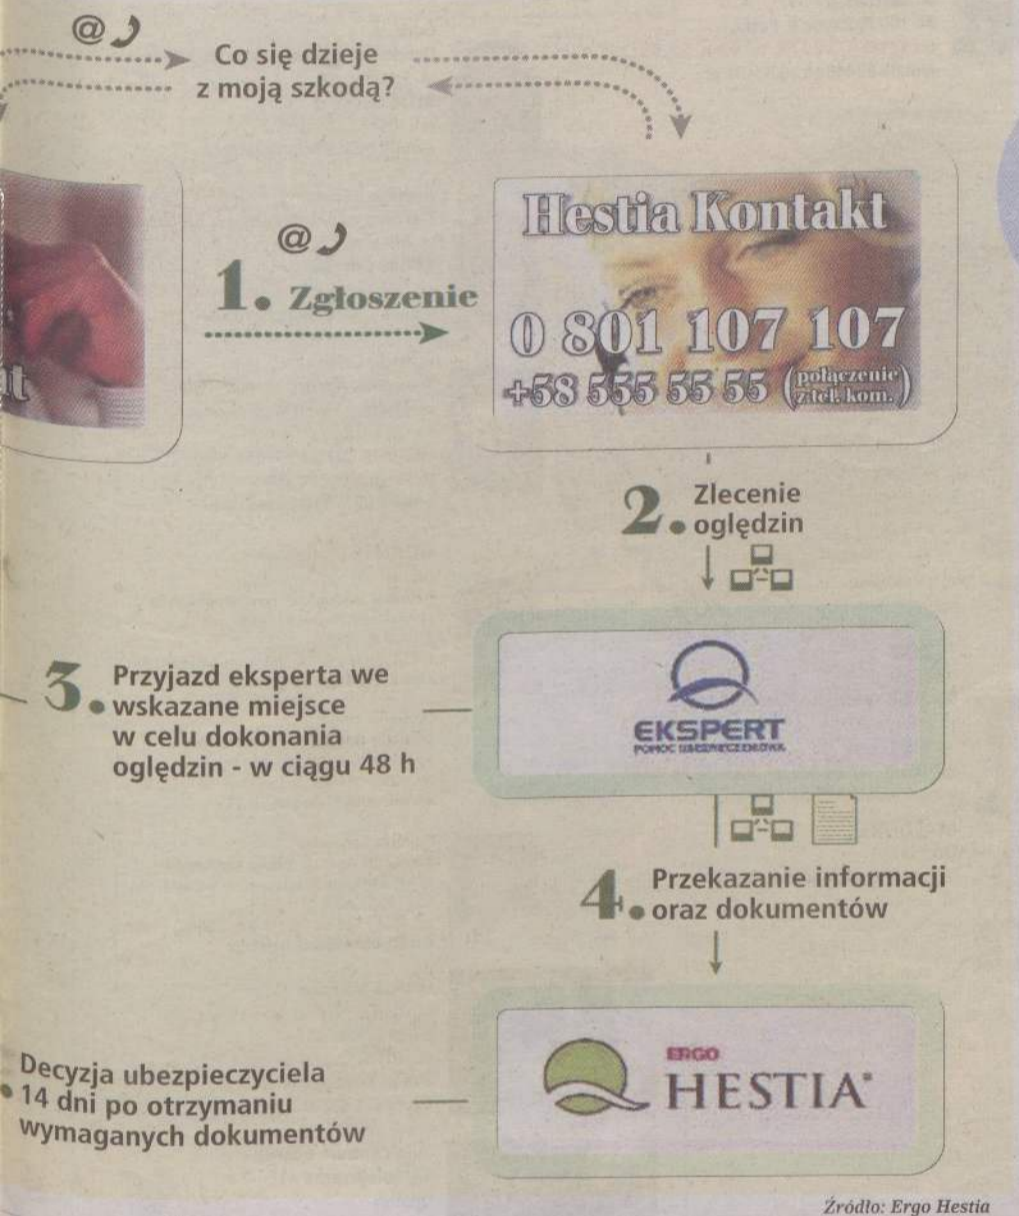 @
Co się dzieje
z moją szkodą?
@
1. Zgłoszenie
Hestia Kontakt
0 801 107 107
+58 555 55 55 (połączenie
z tel. kom.)
2. Zlecenie
oględzin
EKSPERT
POMOC UBEZPIECZENIOWA
3. Przyjazd eksperta we
wskazane miejsce
w celu dokonania
oględzin - w ciągu 48 h
4. Przekazanie informacji
oraz dokumentów
ERGO
HESTIA®
Decyzja ubezpieczyciela
14 dni po otrzymaniu
wymaganych dokumentów
Źródło: Ergo Hestia